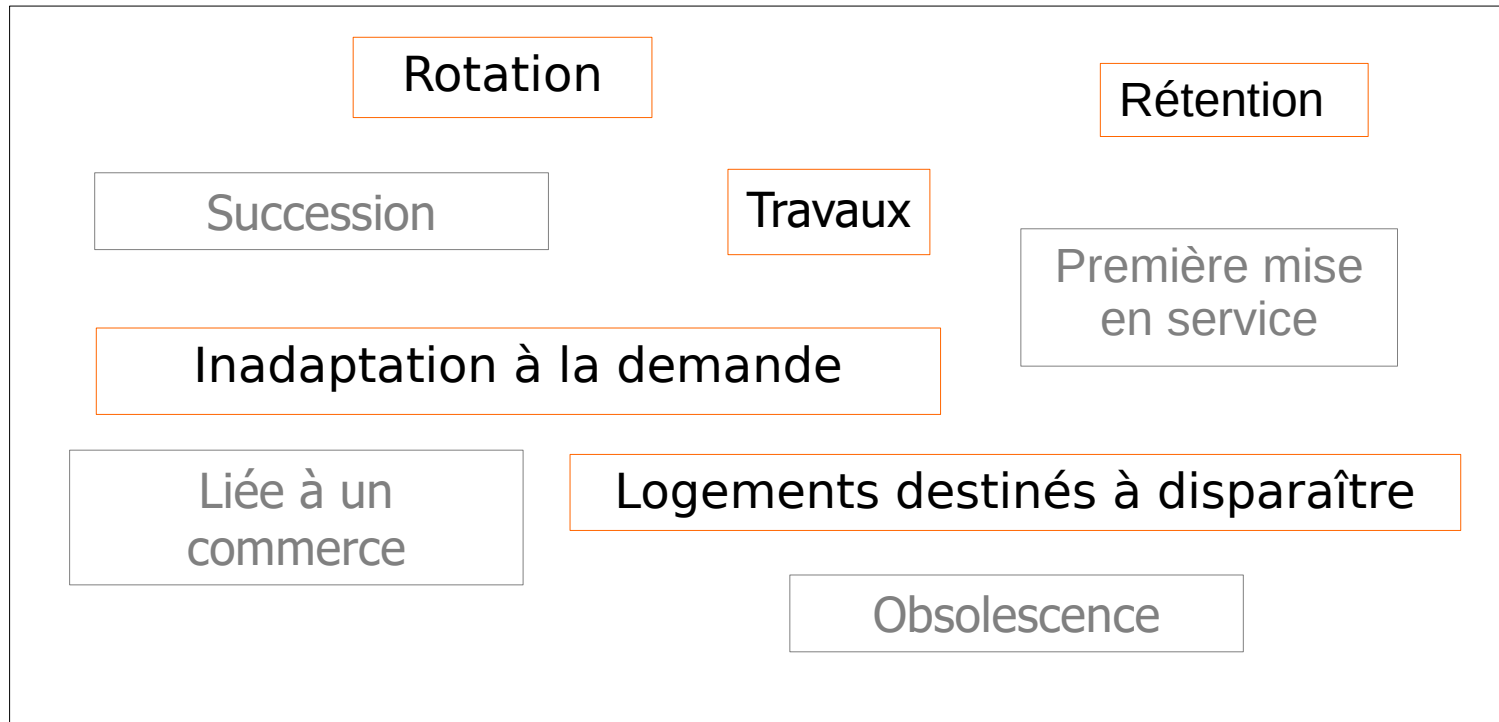 Rotation
Rétention
Succession
Travaux
Première mise
en service
Inadaptation à la demande
Liée à un
commerce
Logements destinés à disparaître
Obsolescence